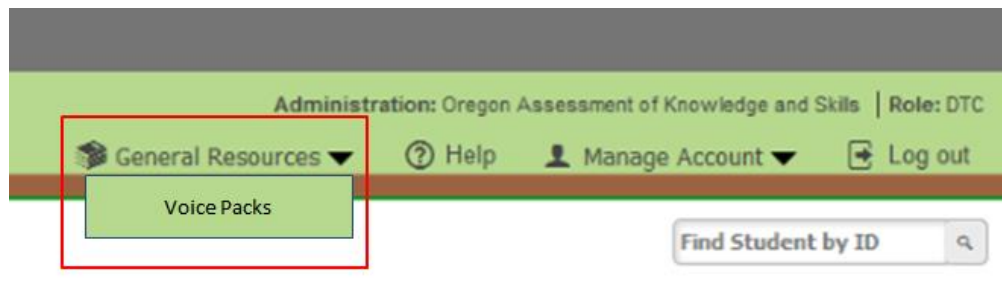 Administration: Oregon Assessment of Knowledge and Skills | Role: DTC
General Resources Help Manage Account Log out
Voice Packs
Find Student by ID